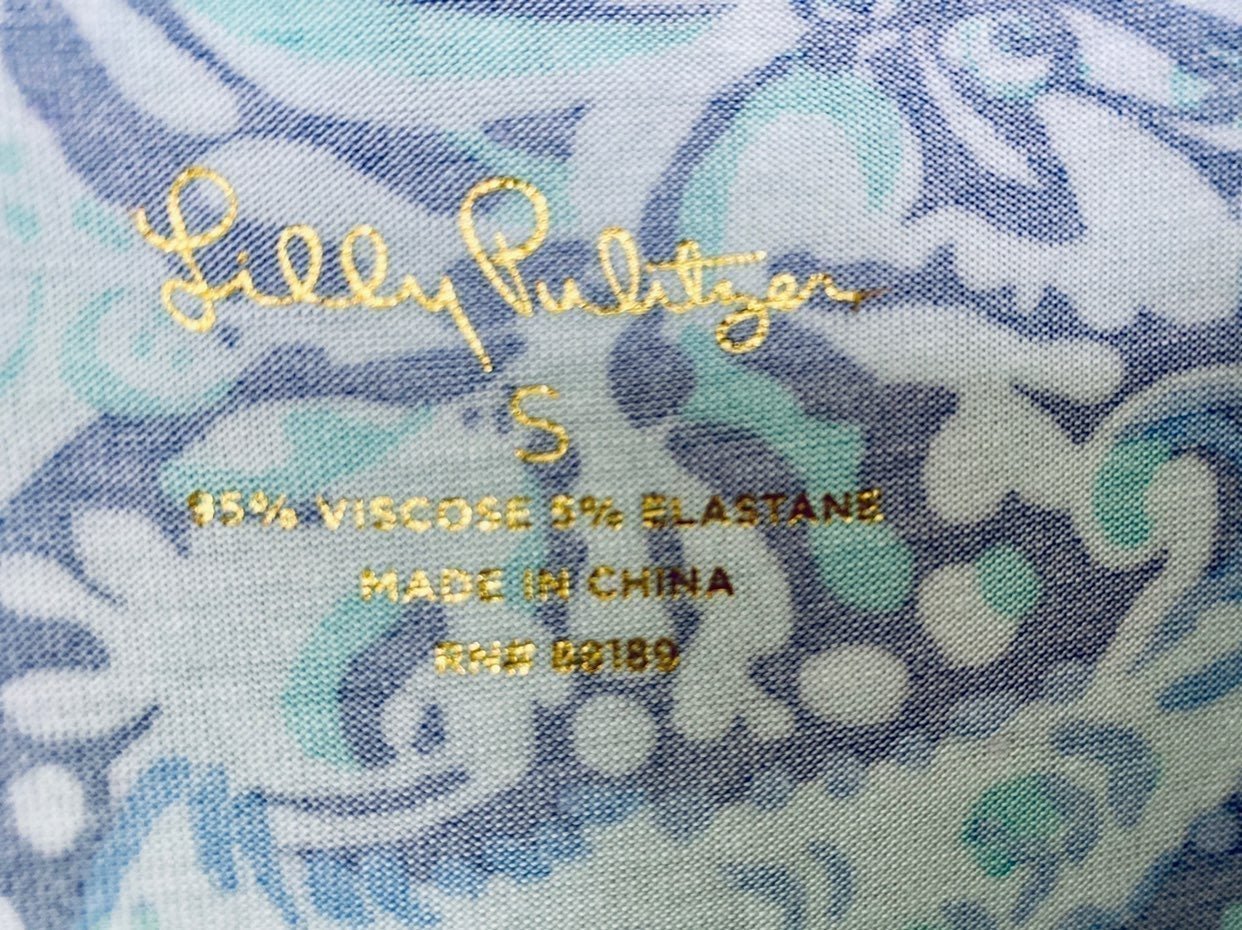 Lilly Pulitzer
S
95% VISCOSE 5% ELASTANE
MADE IN CHINA
RN# 88189